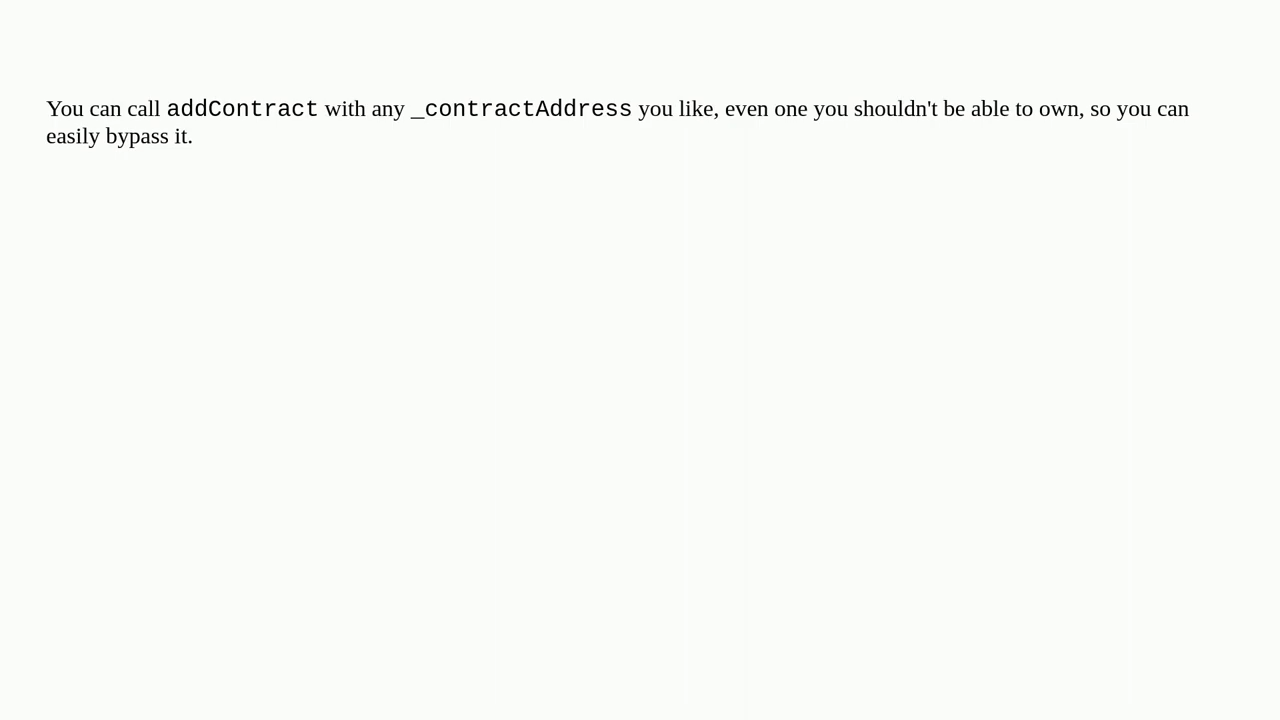 You can call addContract with any _contractAddress you like, even one you shouldn't be able to own, so you can
easily bypass it.